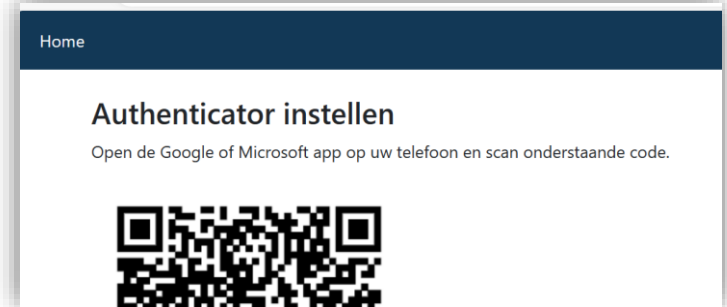 Home
Authenticator instellen
Open de Google of Microsoft app op uw telefoon en scan onderstaande code.